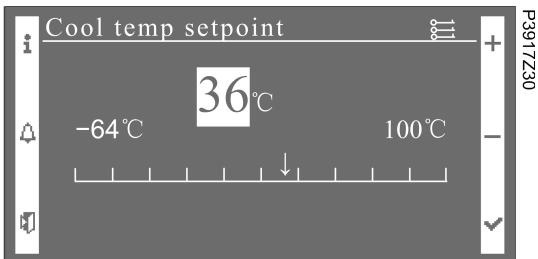 Cool temp setpoint
36℃
-64℃ 100℃
+
−
i
P3917Z30